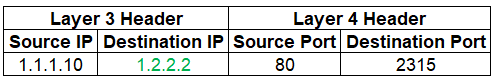 Layer 3 Header Layer 4 Header
Source IP Destination IP Source Port Destination Port
1.1.1.10 1.2.2.2 80 2315